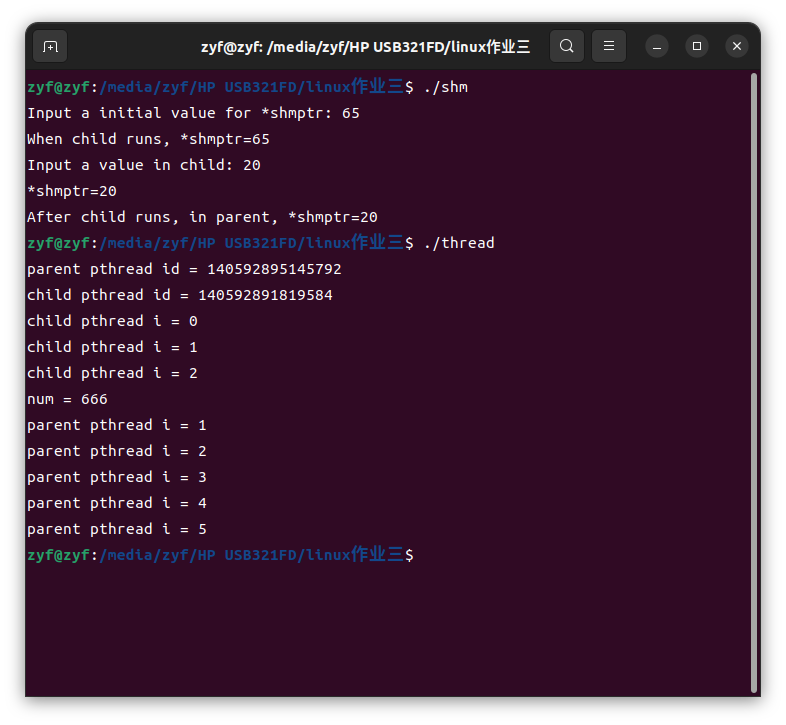 zyf@zyf: /media/zyf/HP USB321FD/linux作业三
zyf@zyf:/media/zyf/HP USB321FD/linux作业三$ ./shm
Input a initial value for *shmptr: 65
When child runs, *shmptr=65
Input a value in child: 20
*shmptr=20
After child runs, in parent, *shmptr=20
zyf@zyf:/media/zyf/HP USB321FD/linux作业三$ ./thread
parent pthread id = 140592895145792
child pthread id = 140592891819584
child pthread i = 0
child pthread i = 1
child pthread i = 2
num = 666
parent pthread i = 1
parent pthread i = 2
parent pthread i = 3
parent pthread i = 4
parent pthread i = 5
zyf@zyf:/media/zyf/HP USB321FD/linux作业三$